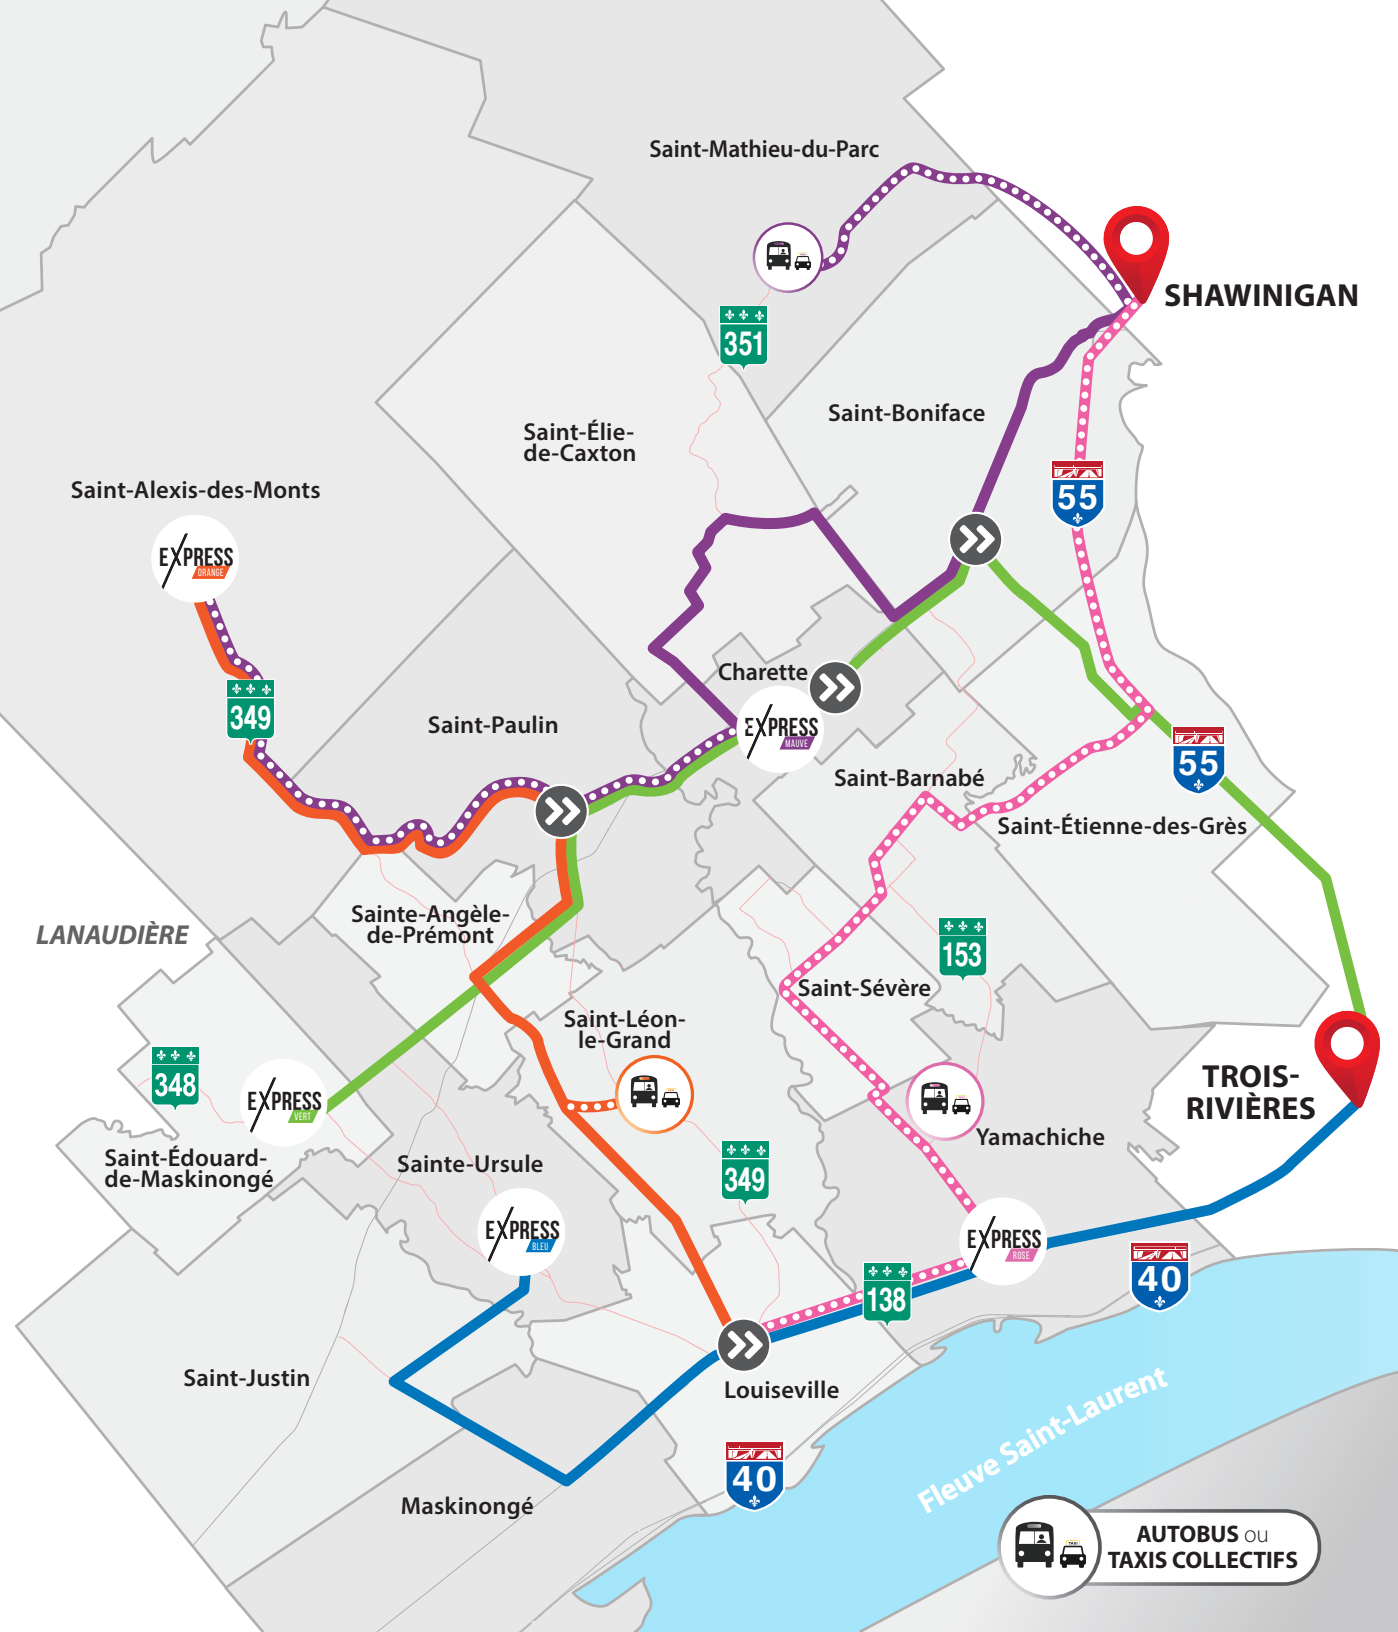 Saint-Mathieu-du-Parc
SHAWINIGAN
351
Saint-Boniface
Saint-Élie-
de-Caxton
Saint-Alexis-des-Monts
55
EXPRESS
ORANGE
Charette
349
Saint-Paulin
EXPRESS
MAUVE
55
Saint-Barnabé
Saint-Étienne-des-Grès
Sainte-Angèle-
de-Prémont
LANAUDIÈRE
153
Saint-Sévère
Saint-Léon-
le-Grand
348
TROIS-
RIVIÈRES
EXPRESS
VERT
TAXI
Yamachiche
Saint-Édouard-
de-Maskinongé
Sainte-Ursule
349
EXPRESS
BLEU
EXPRESS
ROSE
40
138
Saint-Justin
Louiseville
Fleuve Saint-Laurent
40
Maskinongé
TAXI
AUTOBUS ou
TAXIS COLLECTIFS